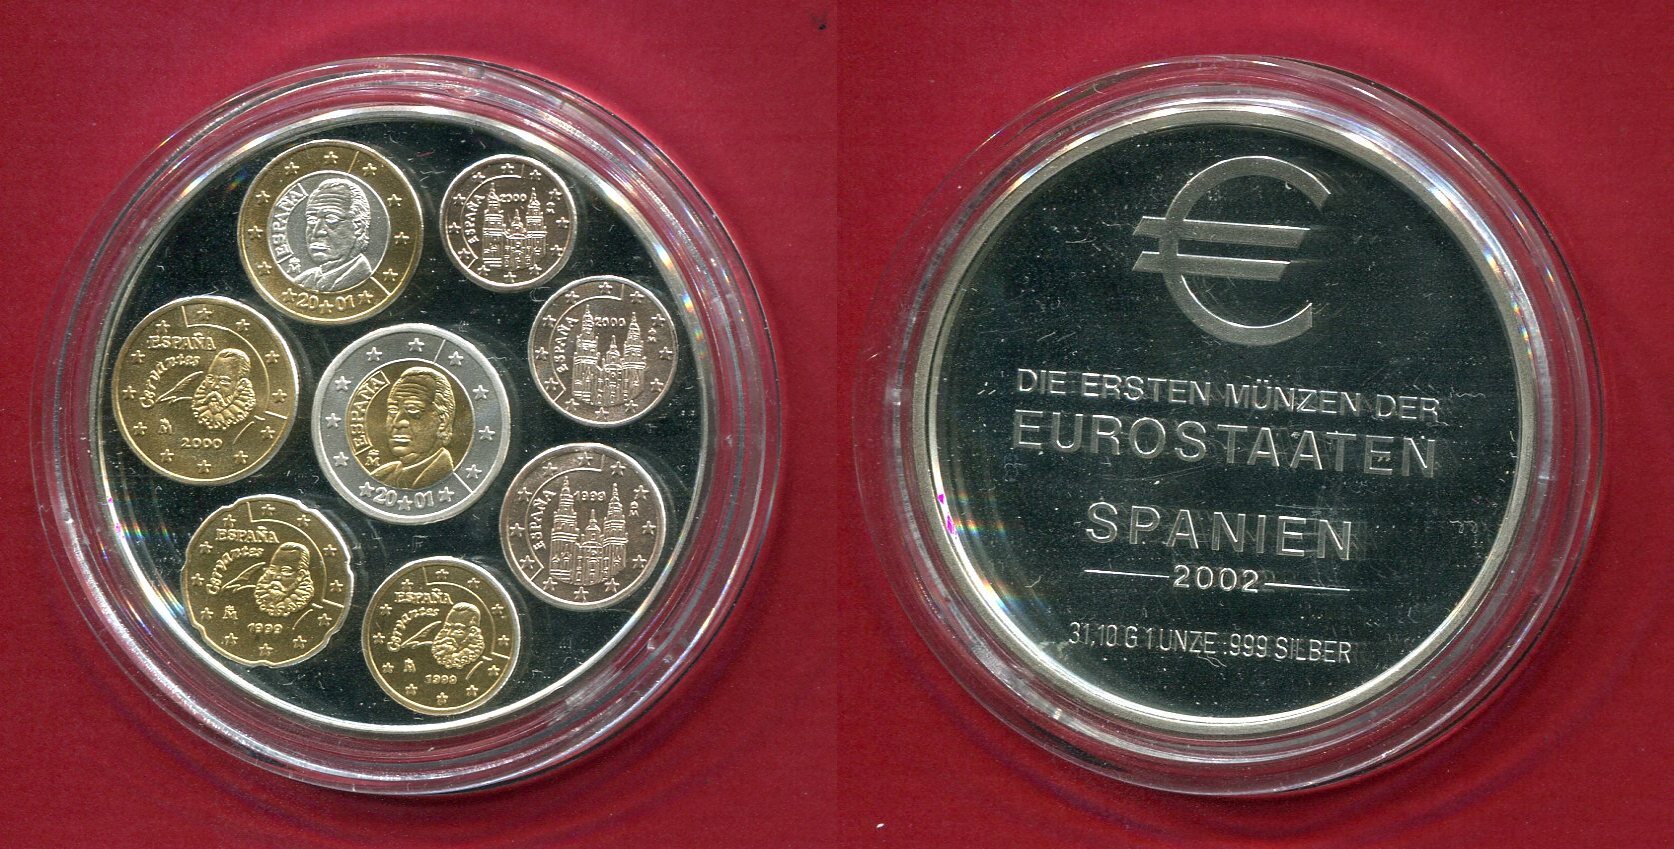 ESPAÑA
M
20 01
ESPAÑA
2000
ESPAÑA
2000
ESPAÑA
1999
ESPAÑA
Cervantes
M
1999
ESPAÑA
Cervantes
M
1999
ESPAÑA
Cervantes
M
2000
ESPAÑA
M
20 01
€
DIE ERSTEN MÜNZEN DER
EUROSTAATEN
SPANIEN
2002
31,10 G 1 UNZE .999 SILBER